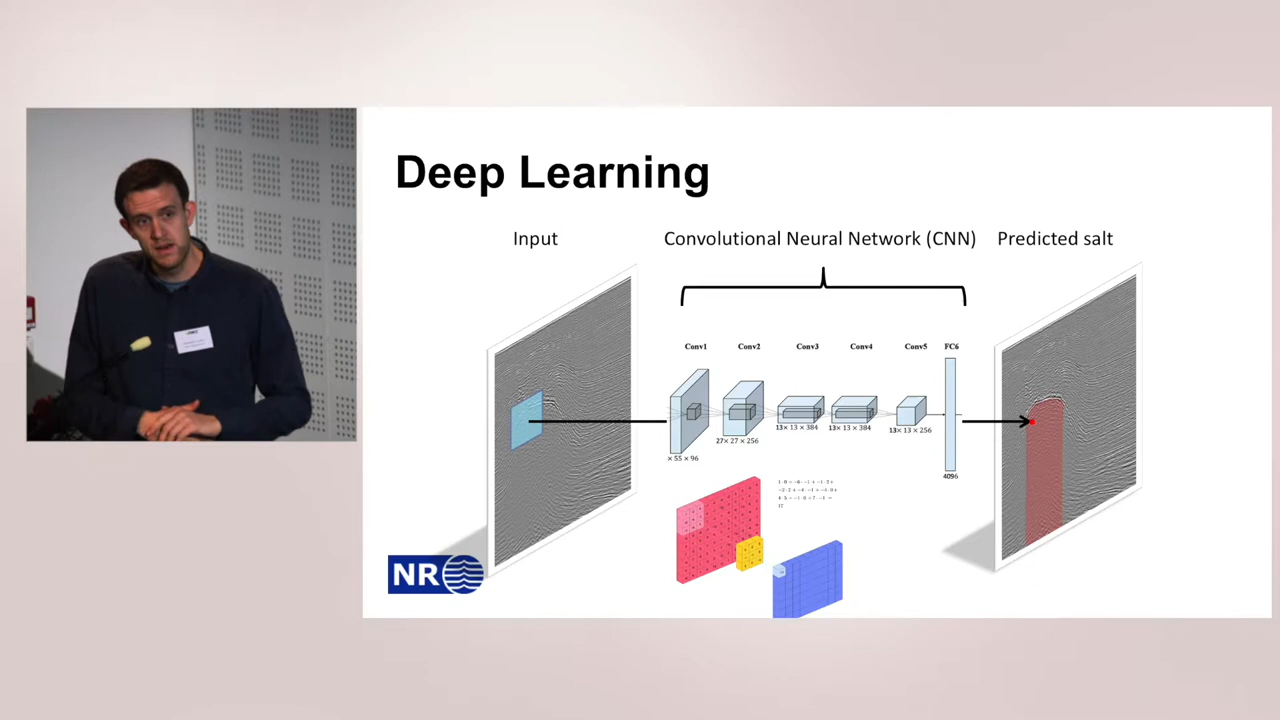 Deep Learning
Input
Convolutional Neural Network (CNN)
Predicted salt
Conv1
Conv2
Conv3
Conv4
Conv5
FC6
× 55 × 96
27× 27 × 256
13× 13 × 384
13× 13 × 384
13× 13 × 256
4096
17
NR